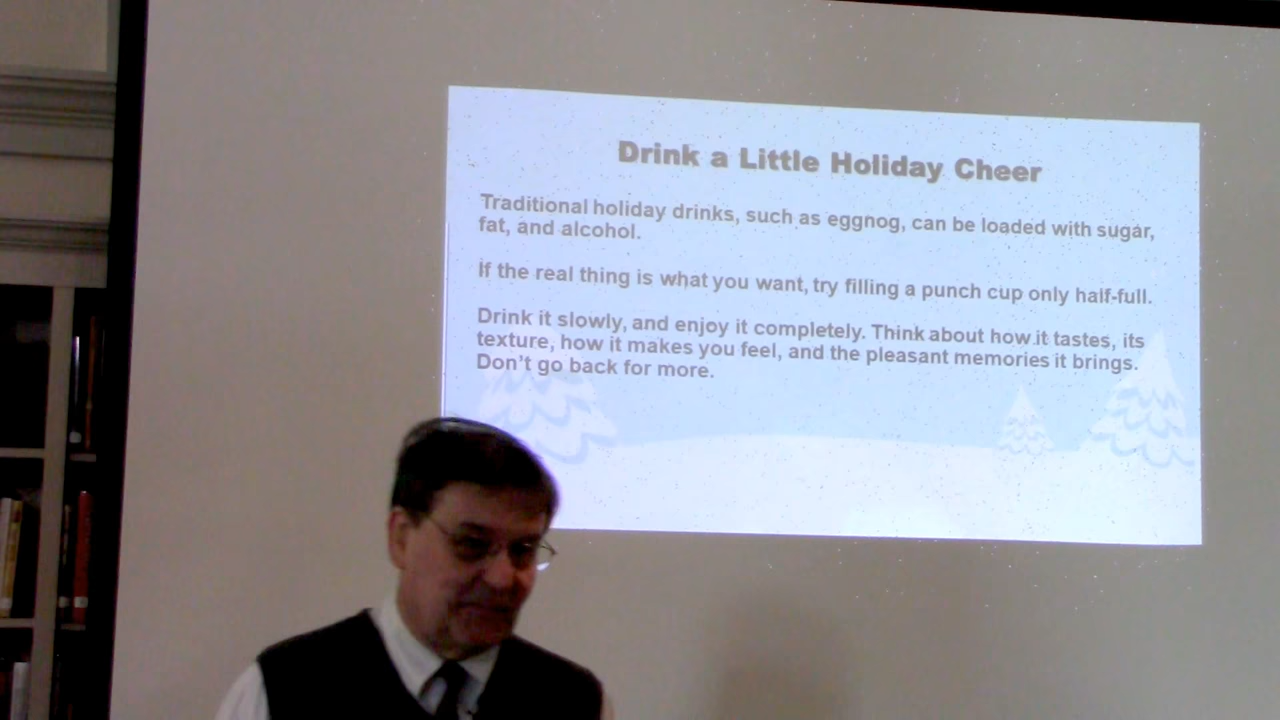 Drink a Little Holiday Cheer
Traditional holiday drinks, such as eggnog, can be loaded with sugar,
fat, and alcohol.
If the real thing is what you want, try filling a punch cup only half-full.
Drink it slowly, and enjoy it completely. Think about how it tastes, its
texture, how it makes you feel, and the pleasant memories it brings.
Don't go back for more.